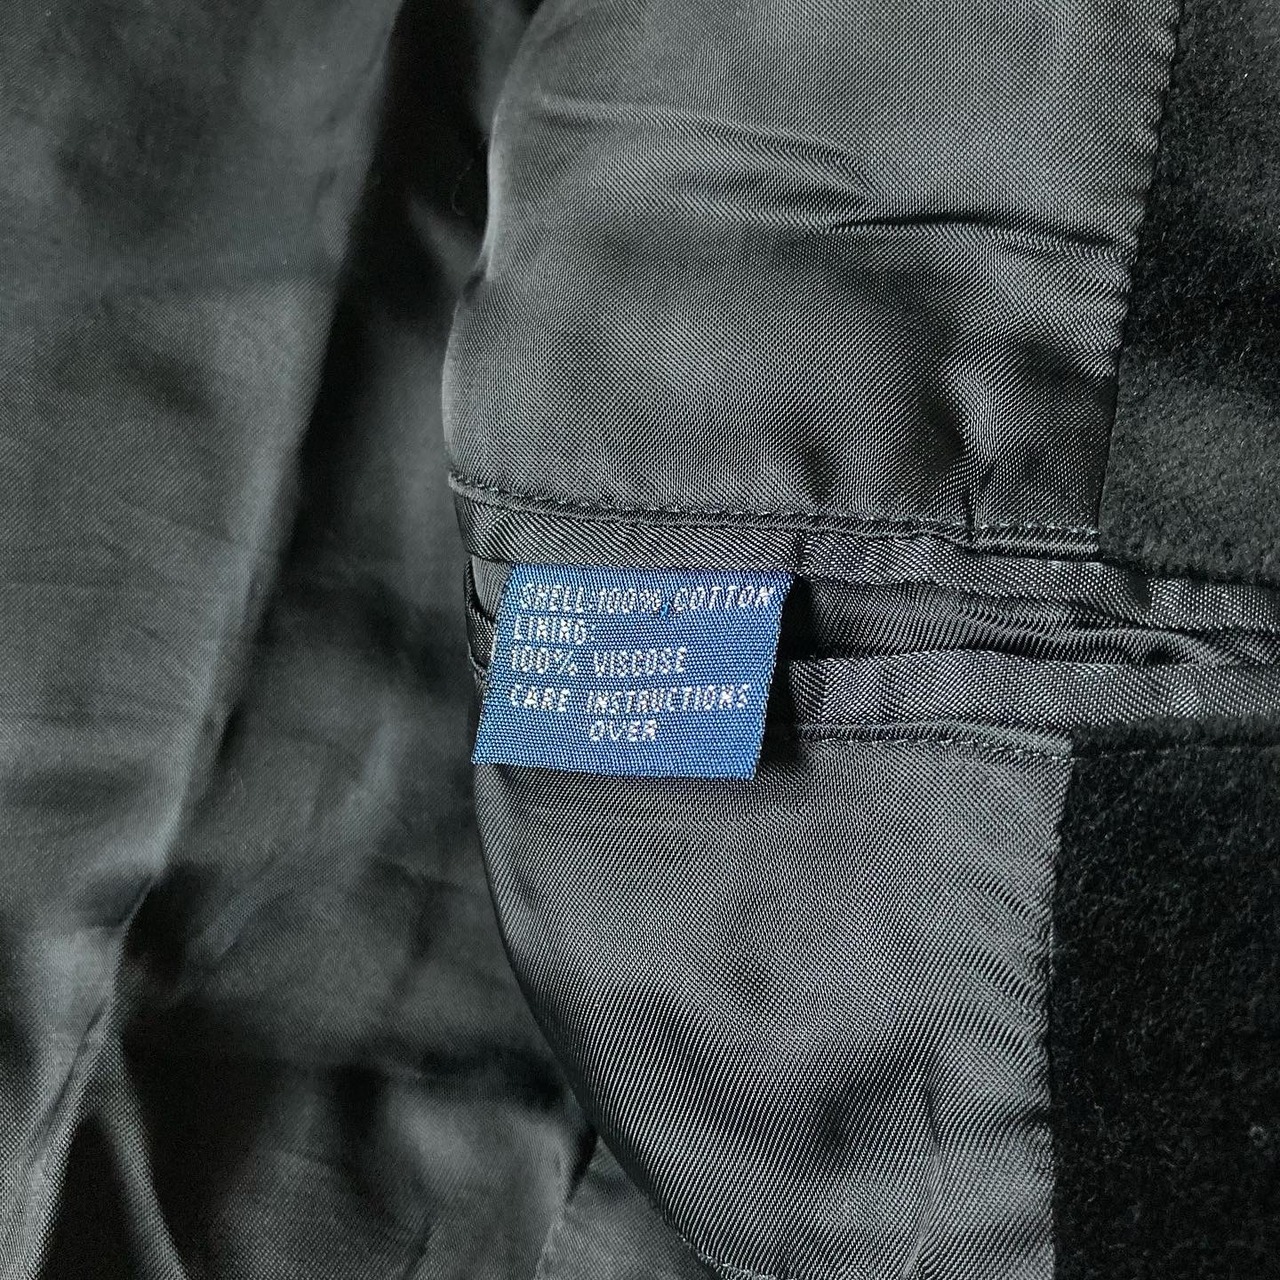 SHELL:100% COTTON
LINING:
100% VISCOSE
CARE INSTRUCTIONS
OVER